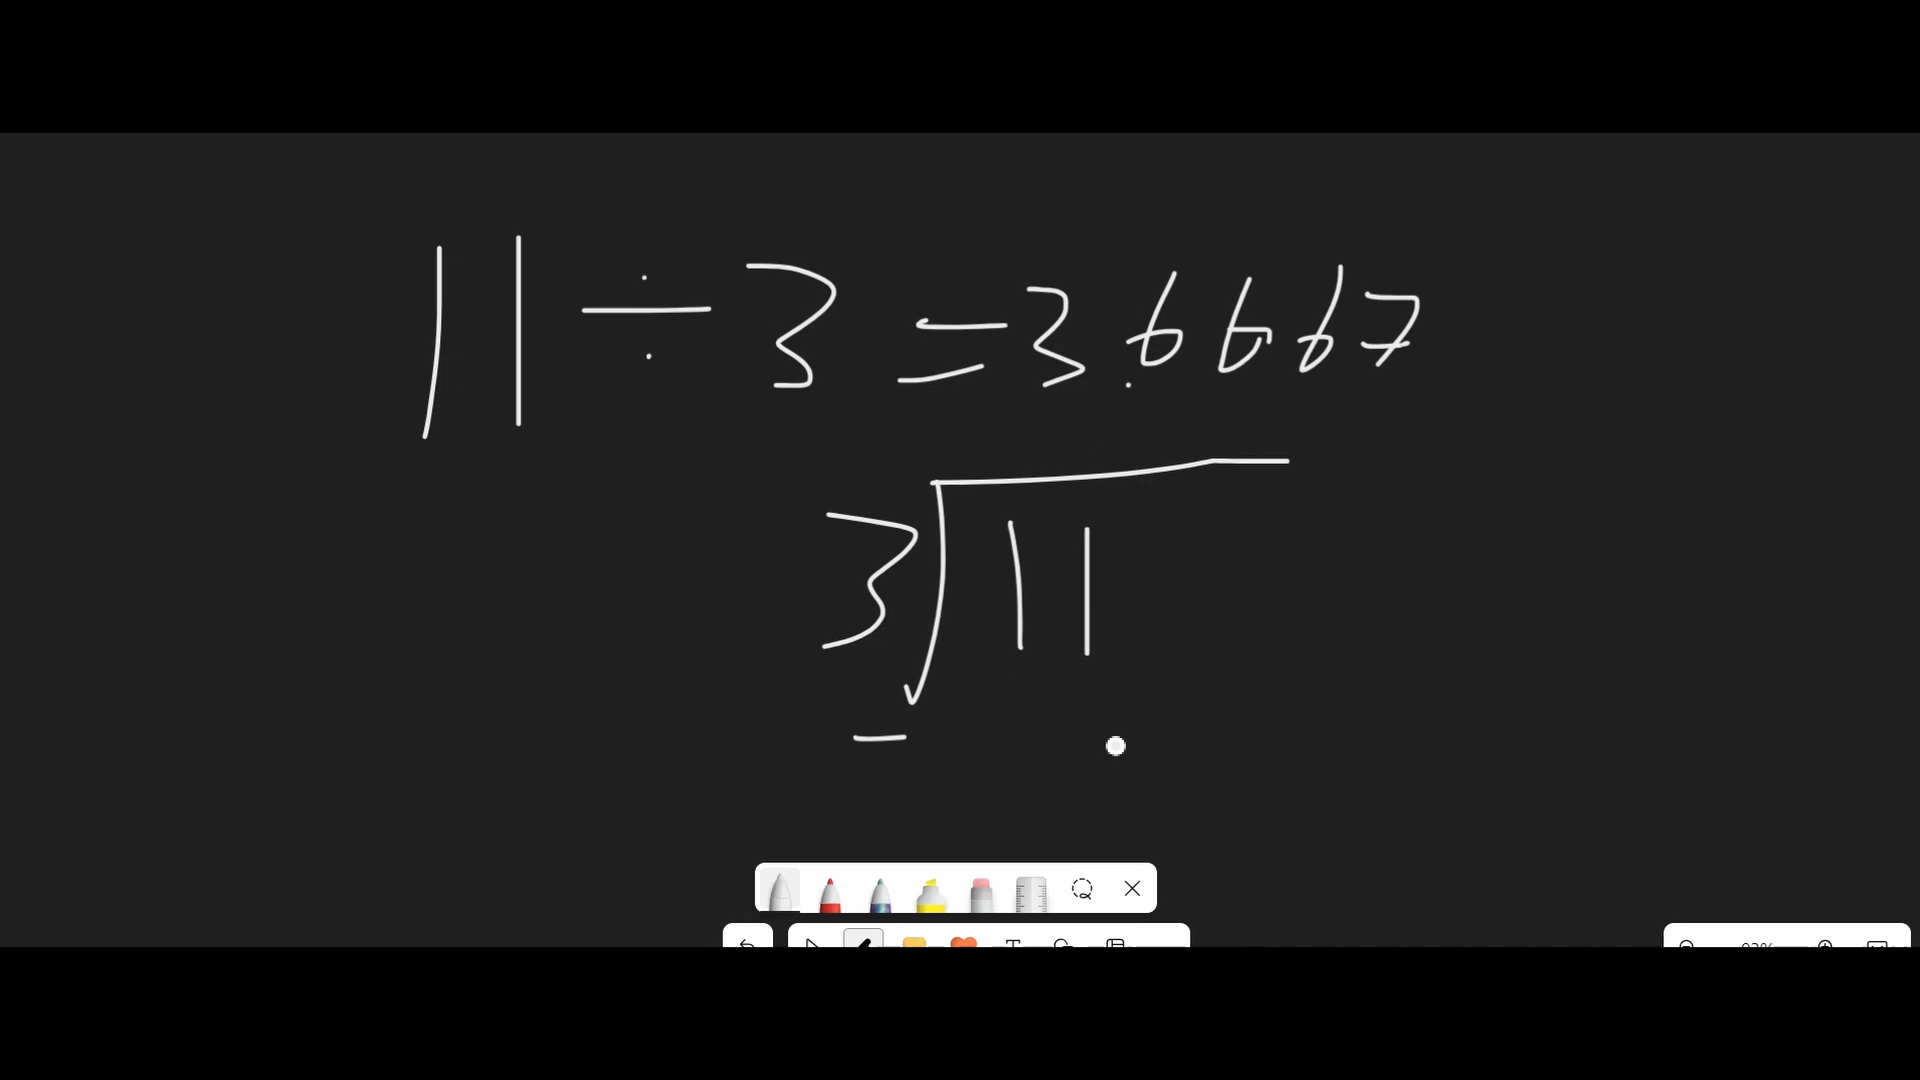 11 ÷ 3 = 3.6667
3√11
-